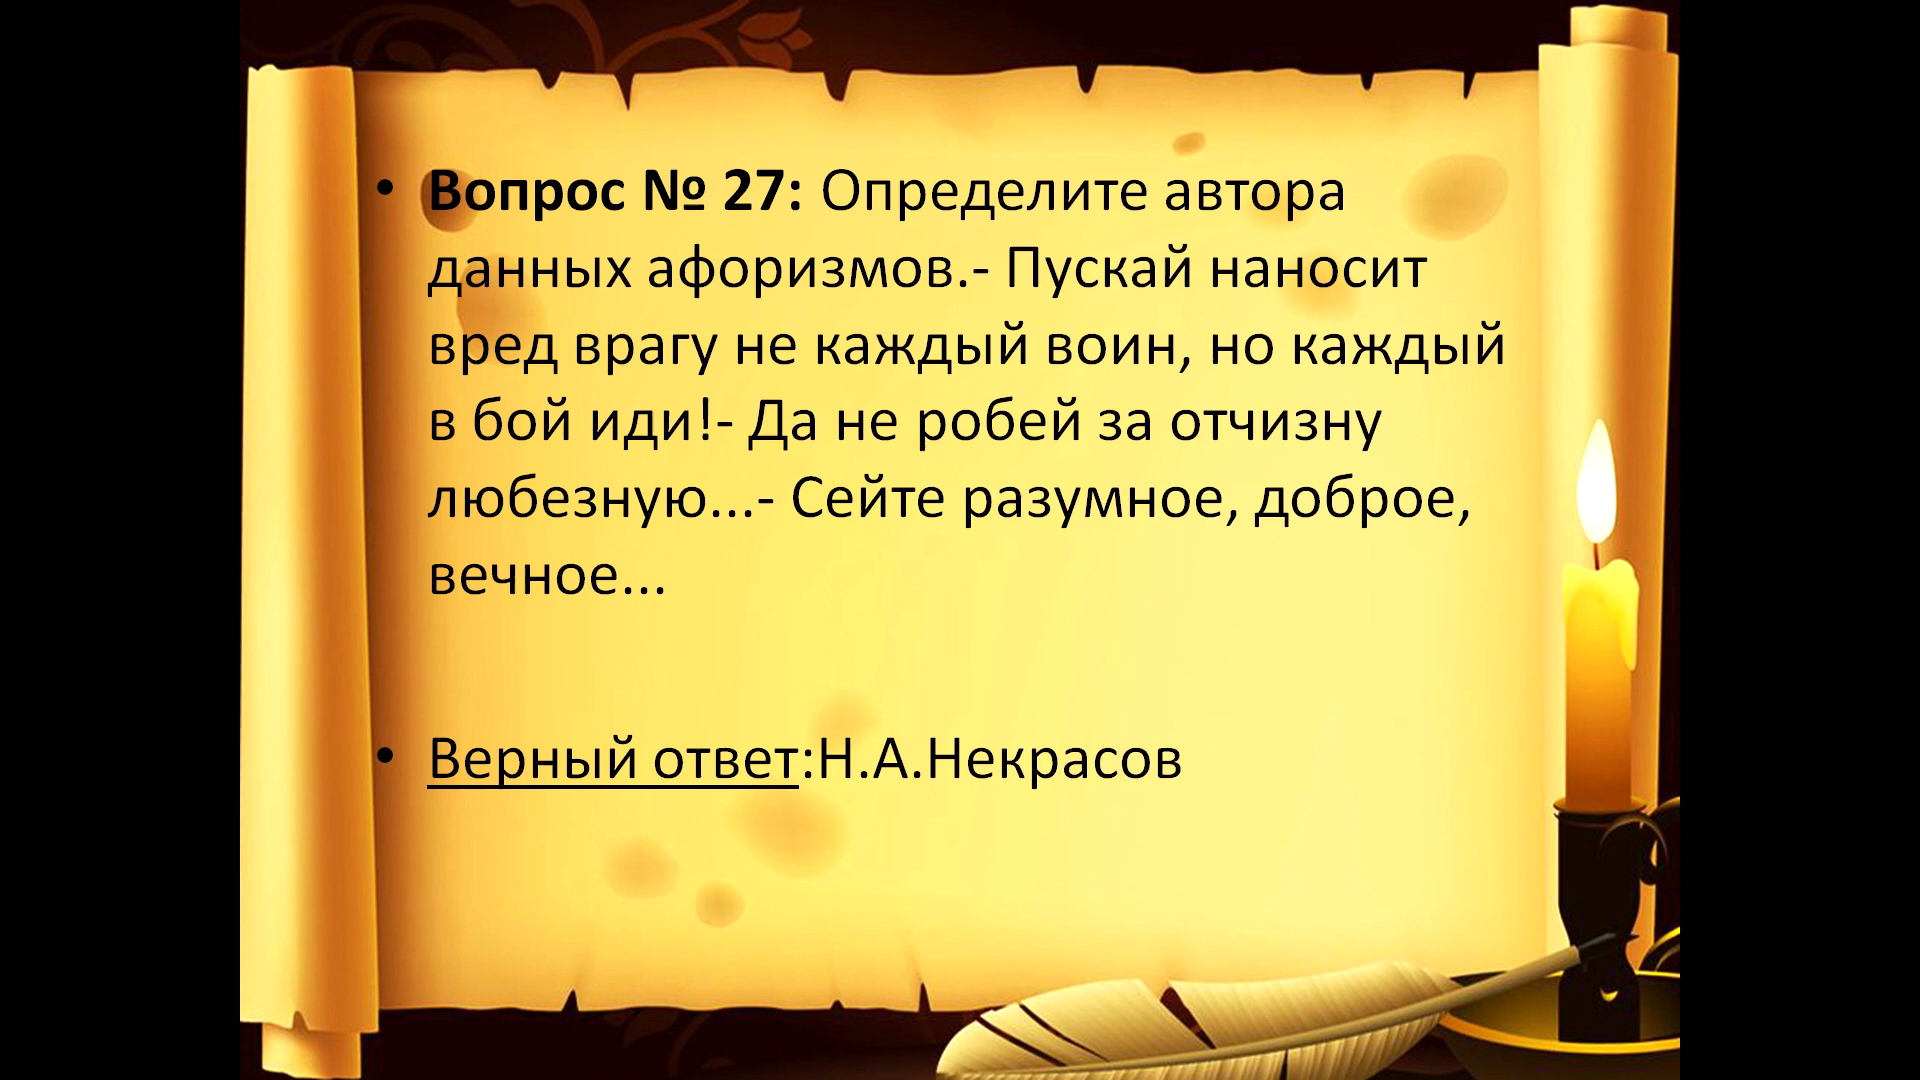 • Вопрос № 27: Определите автора
данных афоризмов.- Пускай наносит
вред врагу не каждый воин, но каждый
в бой иди!- Да не робей за отчизну
любезную...- Сейте разумное, доброе,
вечное...
• Верный ответ:Н.А.Некрасов